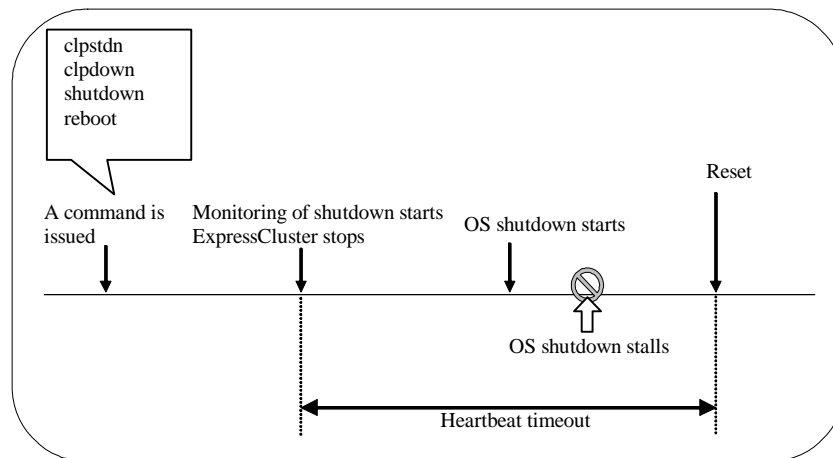 clpstdn
clpdown
shutdown
reboot
Reset
A command is
issued
Monitoring of shutdown starts
ExpressCluster stops
OS shutdown starts
OS shutdown stalls
Heartbeat timeout